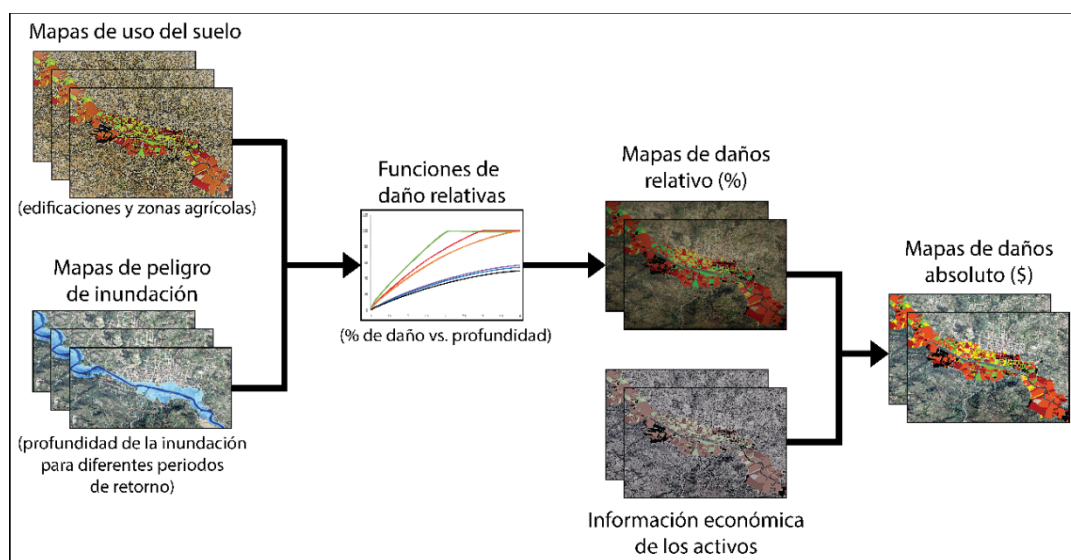 Mapas de uso del suelo
(edificaciones y zonas agrícolas)
Mapas de peligro
de inundación
(profundidad de la inundación
para diferentes periodos
de retorno)
Funciones de
daño relativas
(% de daño vs. profundidad)
Mapas de daños
relativo (%)
Información económica
de los activos
Mapas de daños
absoluto ($)